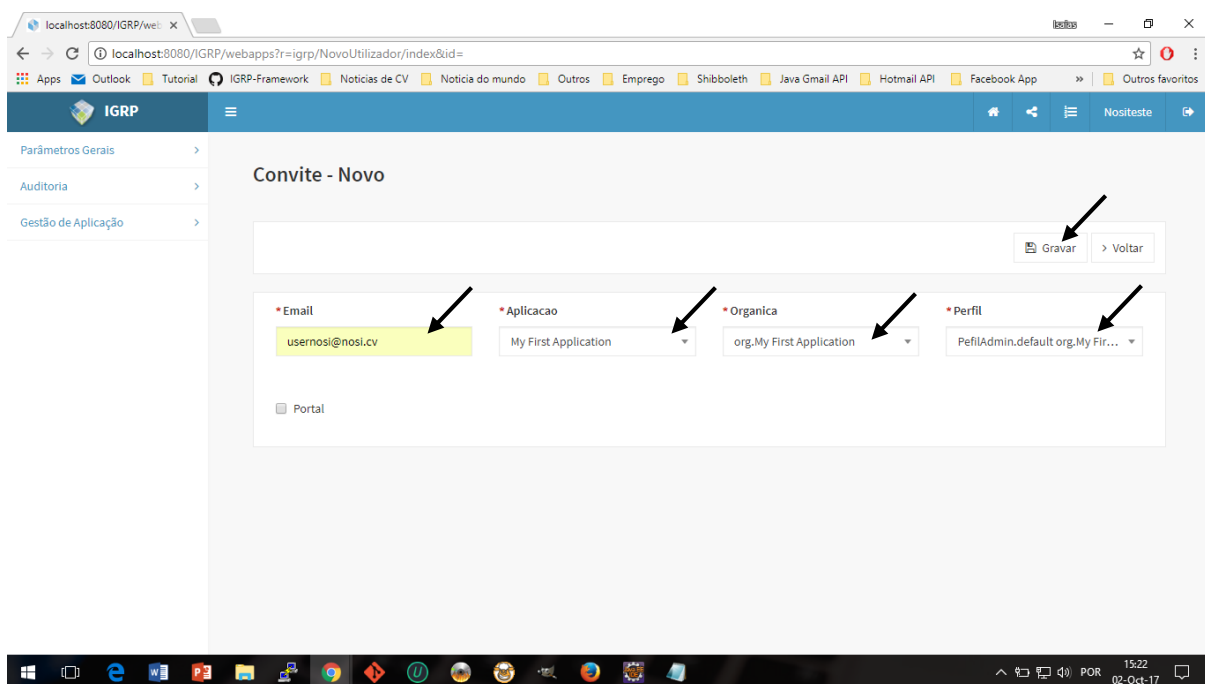 localhost:8080/IGRP/web
Isaias
localhost:8080/IGRP/webapps?r=igrp/NovoUtilizador/index&id=
Apps Outlook Tutorial IGRP-Framework Noticias de CV Noticia do mundo Outros Emprego Shibboleth Java Gmail API Hotmail API Facebook App » Outros favoritos
IGRP Nositeste
Parâmetros Gerais
Auditoria
Gestão de Aplicação
Convite - Novo
Gravar > Voltar
* Email * Aplicacao * Organica * Perfil
usernosi@nosi.cv My First Application org.My First Application PefilAdmin.default org.My Fir...
Portal
POR 15:22
02-Oct-17